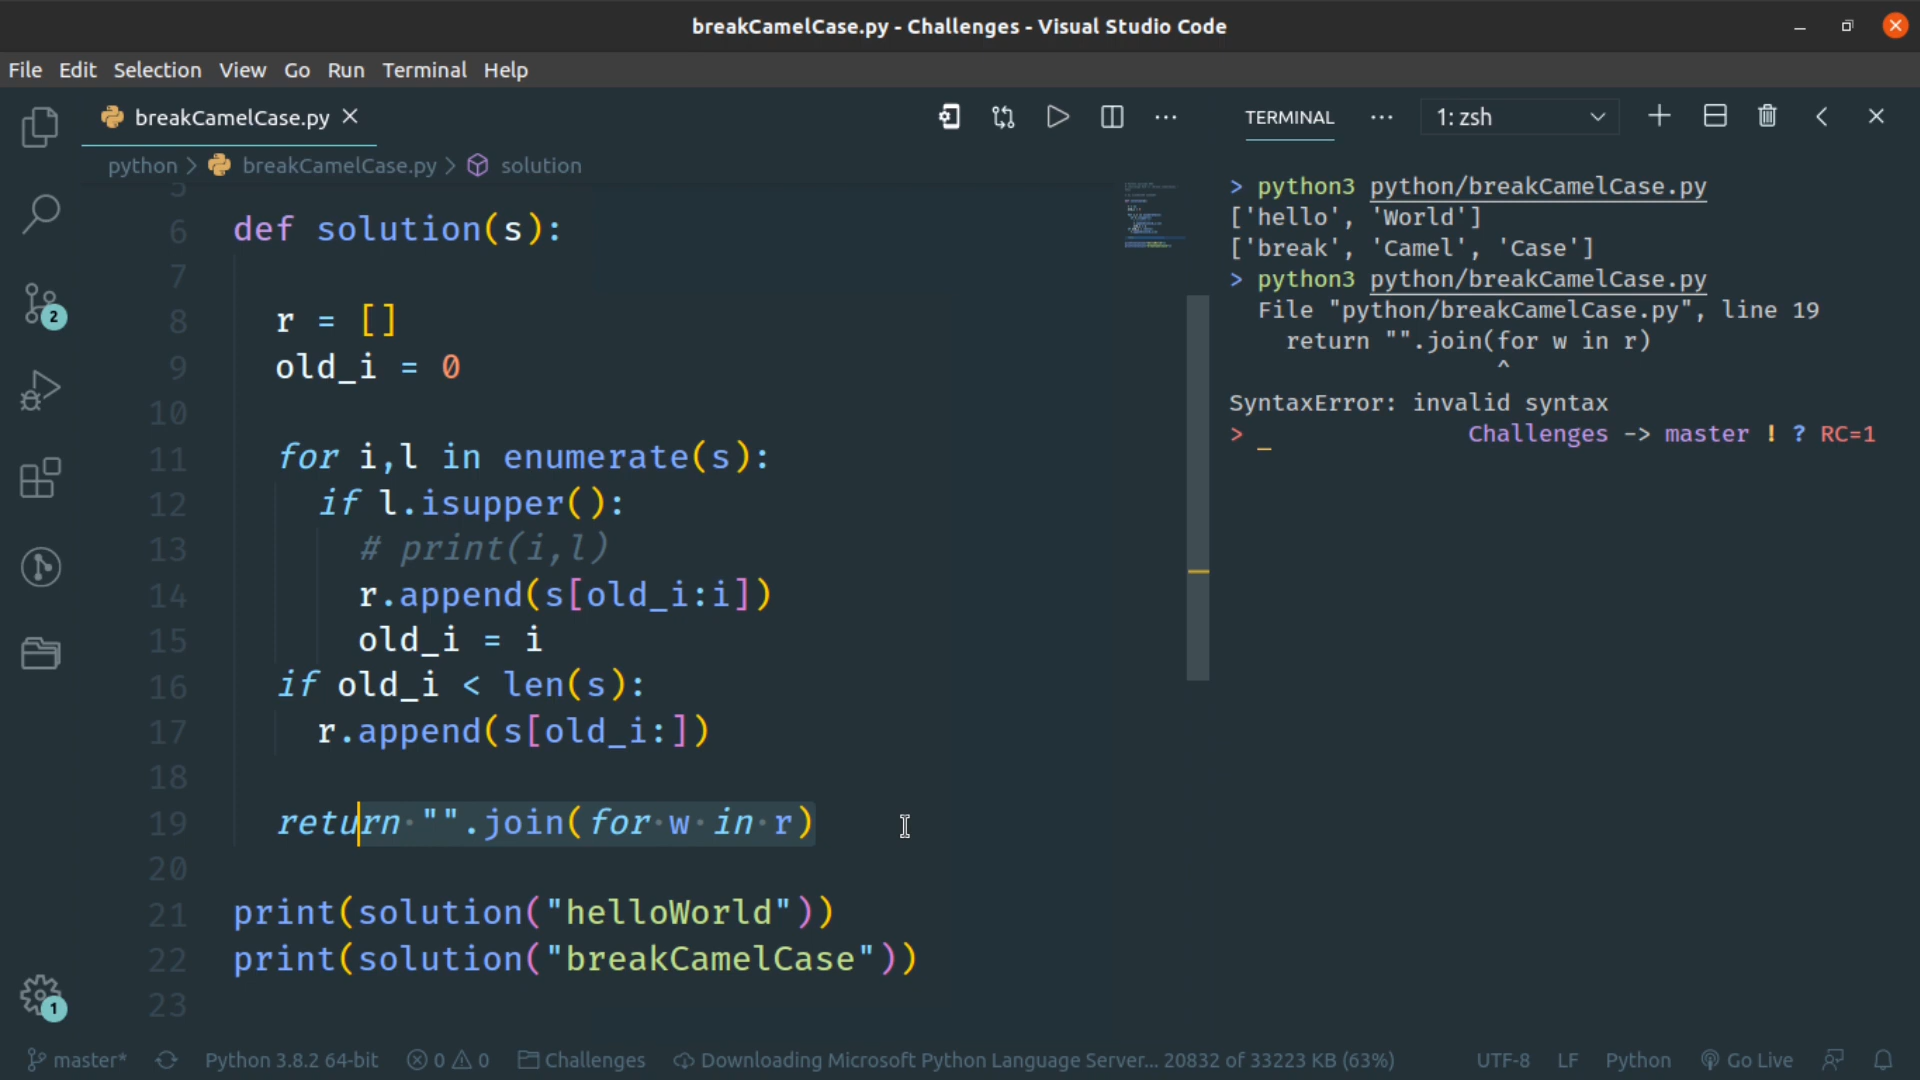 breakCamelCase.py - Challenges - Visual Studio Code
File Edit Selection View Go Run Terminal Help
breakCamelCase.py
python > breakCamelCase.py > solution
5
6 def solution(s):
7
8 r = []
9 old_i = 0
10
11 for i,l in enumerate(s):
12 if l.isupper():
13 # print(i,l)
14 r.append(s[old_i:i])
15 old_i = i
16 if old_i < len(s):
17 r.append(s[old_i:])
18
19 return "".join(for w in r)
20
21 print(solution("helloWorld"))
22 print(solution("breakCamelCase"))
23
TERMINAL ... 1: zsh
> python3 python/breakCamelCase.py
['hello', 'World']
['break', 'Camel', 'Case']
> python3 python/breakCamelCase.py
File "python/breakCamelCase.py", line 19
return "".join(for w in r)
^
SyntaxError: invalid syntax
> _ Challenges -> master ! ? RC=1
2
1
master* Python 3.8.2 64-bit 0 0 Challenges Downloading Microsoft Python Language Server... 20832 of 33223 KB (63%) UTF-8 LF Python Go Live